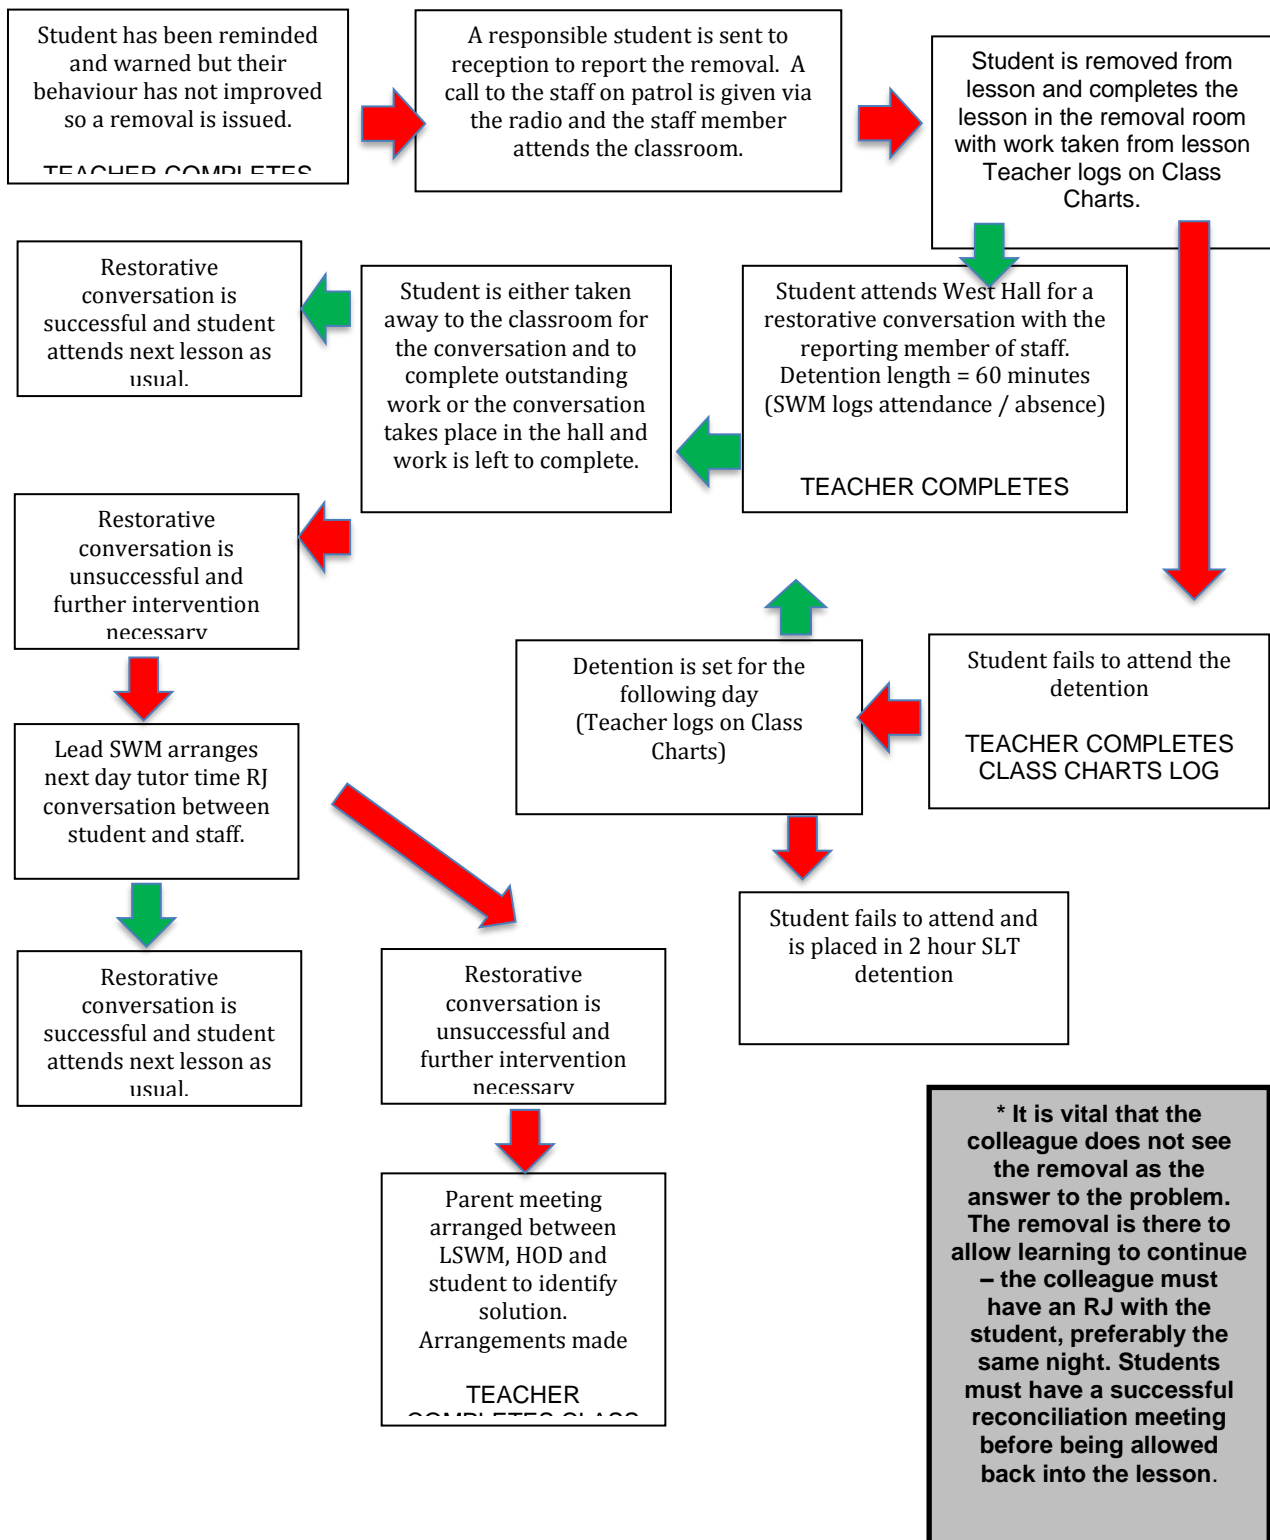 Student has been reminded
and warned but their
behaviour has not improved
so a removal is issued.
TEACHER COMPLETES
A responsible student is sent to
reception to report the removal.  A
call to the staff on patrol is given via
the radio and the staff member
attends the classroom.
Student is removed from
lesson and completes the
lesson in the removal room
with work taken from lesson
Teacher logs on Class
Charts.
Restorative
conversation is
successful and student
attends next lesson as
usual.
Student is either taken
away to the classroom for
the conversation and to
complete outstanding
work or the conversation
takes place in the hall and
work is left to complete.
Student attends West Hall for a
restorative conversation with the
reporting member of staff.
Detention length = 60 minutes
(SWM logs attendance / absence)
TEACHER COMPLETES
Restorative
conversation is
unsuccessful and
further intervention
necessary
Detention is set for the
following day
(Teacher logs on Class
Charts)
Student fails to attend the
detention
TEACHER COMPLETES
CLASS CHARTS LOG
Lead SWM arranges
next day tutor time RJ
conversation between
student and staff.
Student fails to attend and
is placed in 2 hour SLT
detention
Restorative
conversation is
successful and student
attends next lesson as
usual.
Restorative
conversation is
unsuccessful and
further intervention
necessary
Parent meeting
arranged between
LSWM, HOD and
student to identify
solution.
Arrangements made
TEACHER
COMPLETES CLASS
* It is vital that the
colleague does not see
the removal as the
answer to the problem.
The removal is there to
allow learning to continue
– the colleague must
have an RJ with the
student, preferably the
same night. Students
must have a successful
reconciliation meeting
before being allowed
back into the lesson.